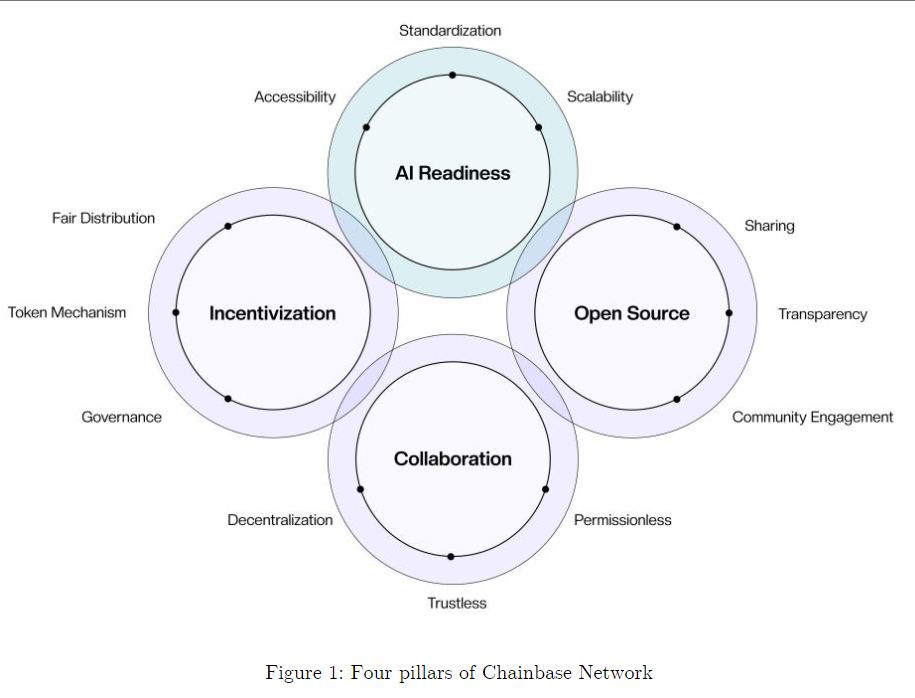 Standardization
Accessibility
Scalability
AI Readiness
Fair Distribution
Sharing
Token Mechanism
Incentivization
Open Source
Transparency
Governance
Community Engagement
Collaboration
Decentralization
Permissionless
Trustless
Figure 1: Four pillars of Chainbase Network